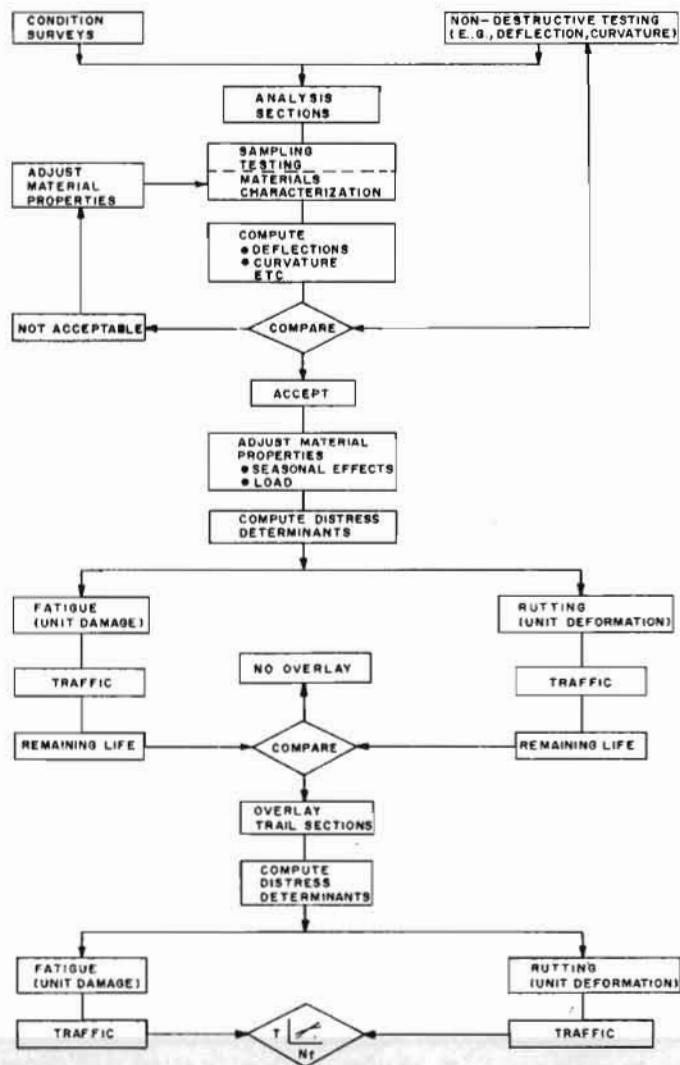 CONDITION
SURVEYS
NON-DESTRUCTIVE TESTING
(E.G., DEFLECTION, CURVATURE)
ANALYSIS
SECTIONS
SAMPLING
TESTING
MATERIALS
CHARACTERIZATION
ADJUST
MATERIAL
PROPERTIES
COMPUTE
● DEFLECTIONS
● CURVATURE
ETC
NOT ACCEPTABLE
COMPARE
ACCEPT
ADJUST MATERIAL
PROPERTIES
● SEASONAL EFFECTS
● LOAD
COMPUTE DISTRESS
DETERMINANTS
FATIGUE
(UNIT DAMAGE)
RUTTING
(UNIT DEFORMATION)
TRAFFIC
NO OVERLAY
TRAFFIC
REMAINING LIFE
COMPARE
REMAINING LIFE
OVERLAY
TRAIL SECTIONS
COMPUTE
DISTRESS
DETERMINANTS
FATIGUE
(UNIT DAMAGE)
RUTTING
(UNIT DEFORMATION)
TRAFFIC
T
Nf
TRAFFIC